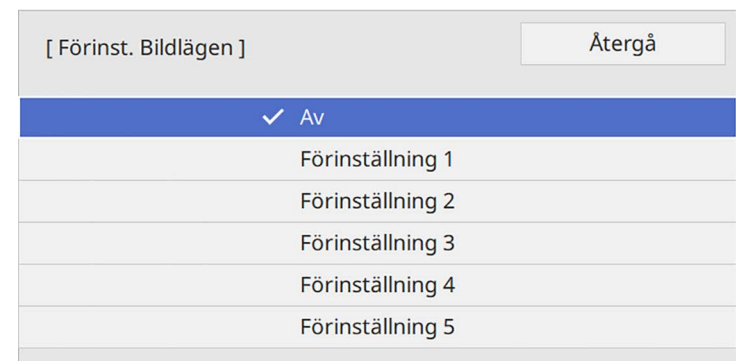 [ Förinst. Bildlägen ]
Återgå
Av
Förinställning 1
Förinställning 2
Förinställning 3
Förinställning 4
Förinställning 5